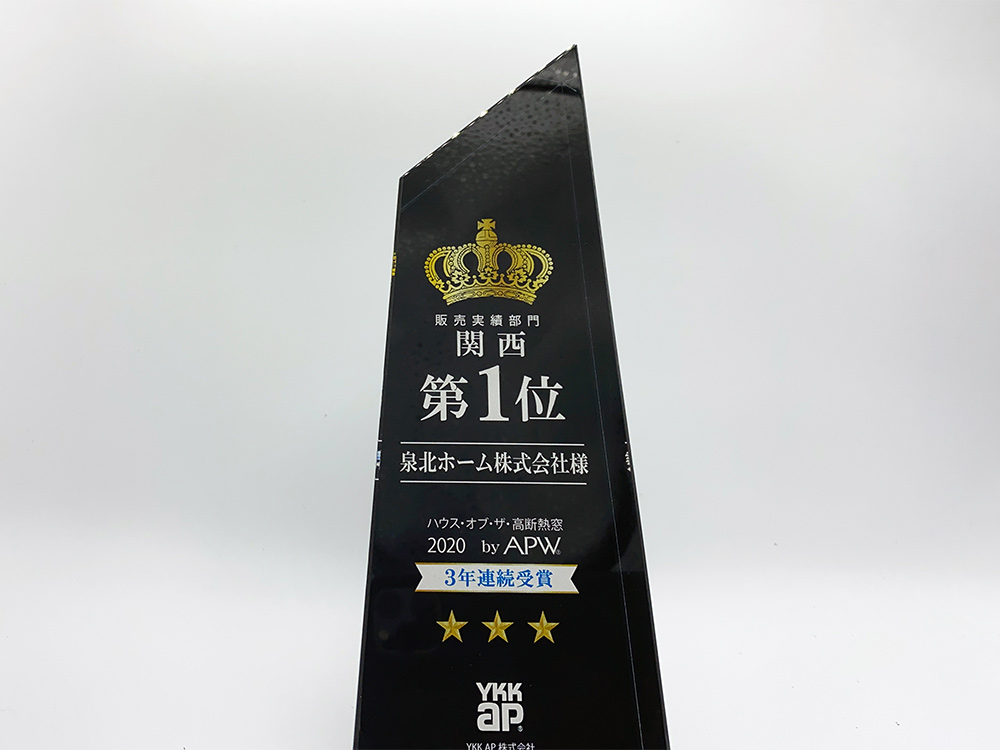 販売実績部門
関西
第1位
泉北ホーム株式会社様
ハウス・オブ・ザ・高断熱窓
2020 by APW®
3年連続受賞
YKK
ap®
YKK AP 株式会社